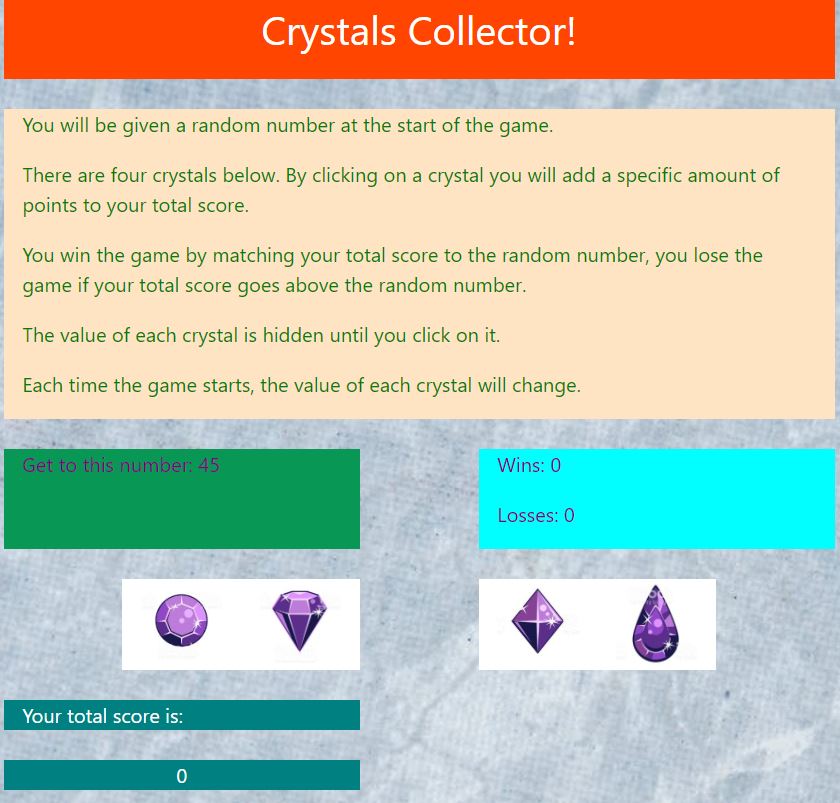 Crystals Collector!
You will be given a random number at the start of the game.
There are four crystals below. By clicking on a crystal you will add a specific amount of
points to your total score.
You win the game by matching your total score to the random number, you lose the
game if your total score goes above the random number.
The value of each crystal is hidden until you click on it.
Each time the game starts, the value of each crystal will change.
Get to this number: 45
Wins: 0
Losses: 0
Your total score is:
0